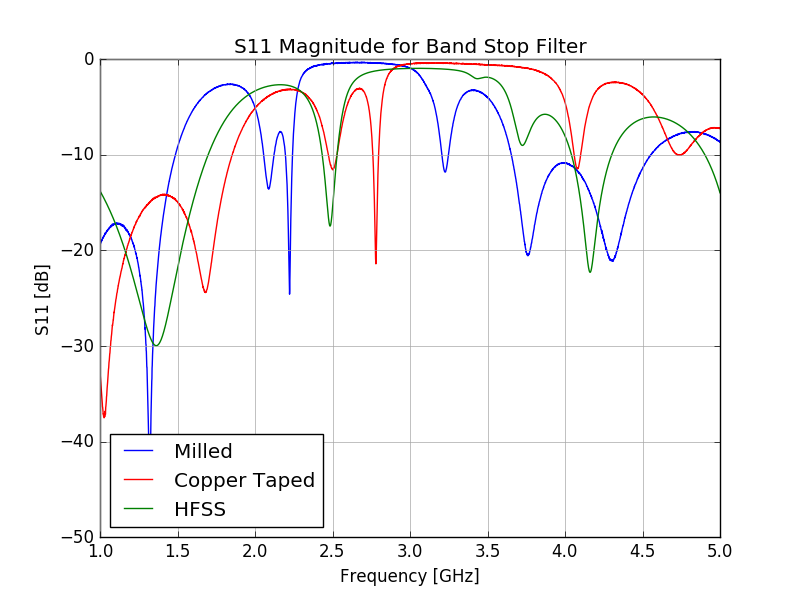 S11 Magnitude for Band Stop Filter
0
−10
−20
−30
−40
−50
S11 [dB]
Milled
Copper Taped
HFSS
1.0 1.5 2.0 2.5 3.0 3.5 4.0 4.5 5.0
Frequency [GHz]